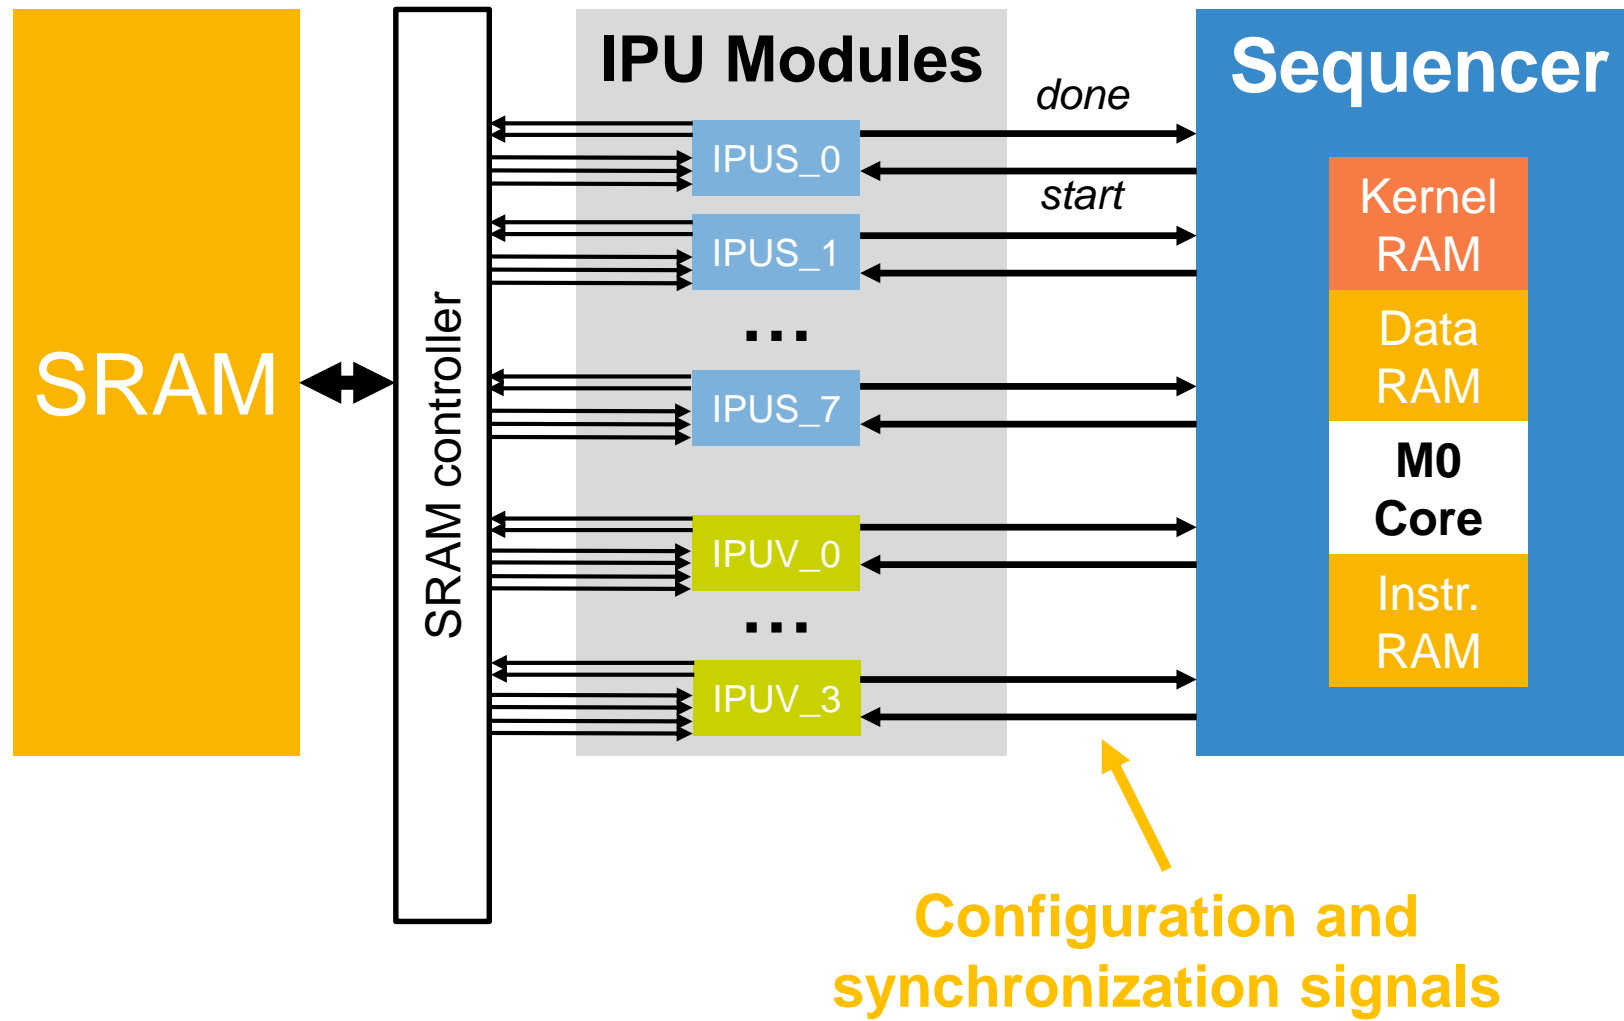 SRAM
SRAM controller
IPU Modules
IPUS_0
IPUS_1
...
IPUS_7
IPUV_0
...
IPUV_3
done
start
Sequencer
Kernel
RAM
Data
RAM
M0
Core
Instr.
RAM
Configuration and
synchronization signals